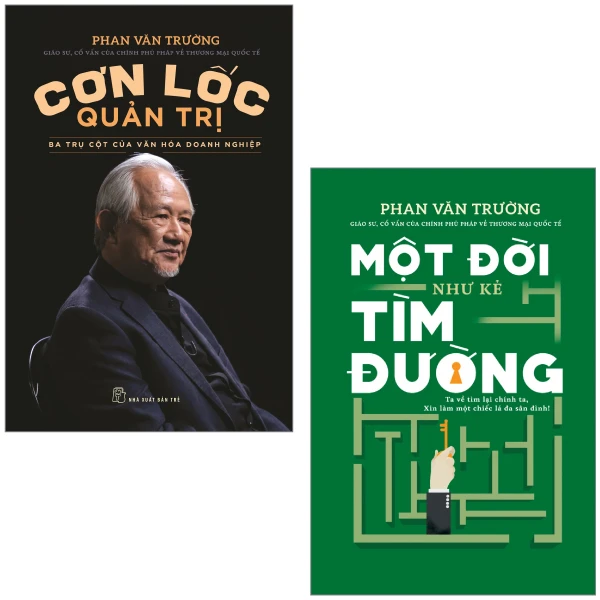 PHAN VĂN TRƯỜNG
GIÁO SƯ, CỐ VẤN CỦA CHÍNH PHỦ PHÁP VỀ THƯƠNG MẠI QUỐC TẾ
CƠN LỐC
QUẢN TRỊ
BA TRỤ CỘT CỦA VĂN HÓA DOANH NGHIỆP
NHÀ XUẤT BẢN TRẺ
PHAN VĂN TRƯỜNG
GIÁO SƯ, CỐ VẤN CỦA CHÍNH PHỦ PHÁP VỀ THƯƠNG MẠI QUỐC TẾ
MỘT ĐỜI
NHƯ KẺ
TÌM
ĐƯỜNG
Ta về tìm lại chính ta,
Xin làm một chiếc lá đa sân đình!